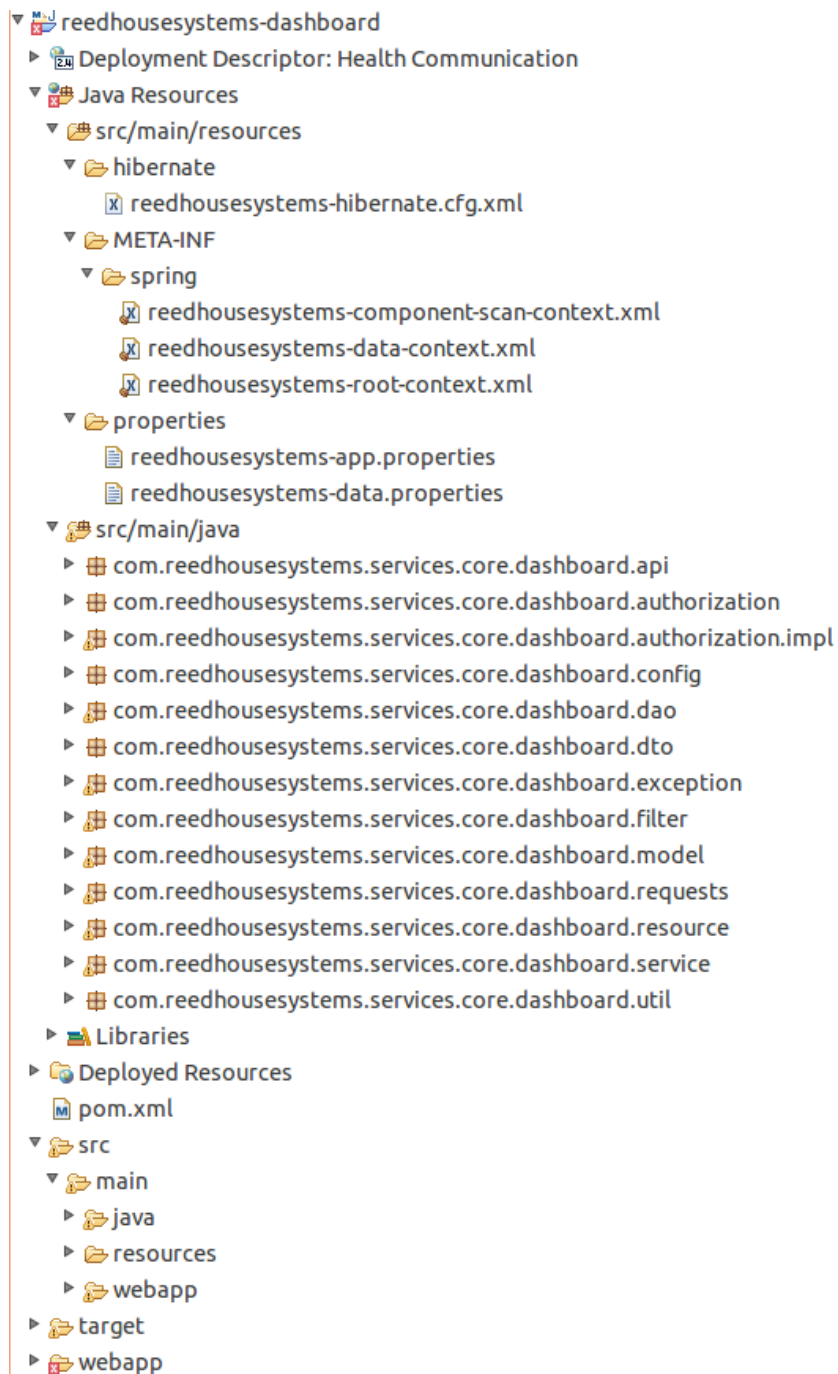 reedhousesystems-dashboard
Deployment Descriptor: Health Communication
Java Resources
src/main/resources
hibernate
reedhousesystems-hibernate.cfg.xml
META-INF
spring
reedhousesystems-component-scan-context.xml
reedhousesystems-data-context.xml
reedhousesystems-root-context.xml
properties
reedhousesystems-app.properties
reedhousesystems-data.properties
src/main/java
com.reedhousesystems.services.core.dashboard.api
com.reedhousesystems.services.core.dashboard.authorization
com.reedhousesystems.services.core.dashboard.authorization.impl
com.reedhousesystems.services.core.dashboard.config
com.reedhousesystems.services.core.dashboard.dao
com.reedhousesystems.services.core.dashboard.dto
com.reedhousesystems.services.core.dashboard.exception
com.reedhousesystems.services.core.dashboard.filter
com.reedhousesystems.services.core.dashboard.model
com.reedhousesystems.services.core.dashboard.requests
com.reedhousesystems.services.core.dashboard.resource
com.reedhousesystems.services.core.dashboard.service
com.reedhousesystems.services.core.dashboard.util
Libraries
Deployed Resources
pom.xml
src
main
java
resources
webapp
target
webapp